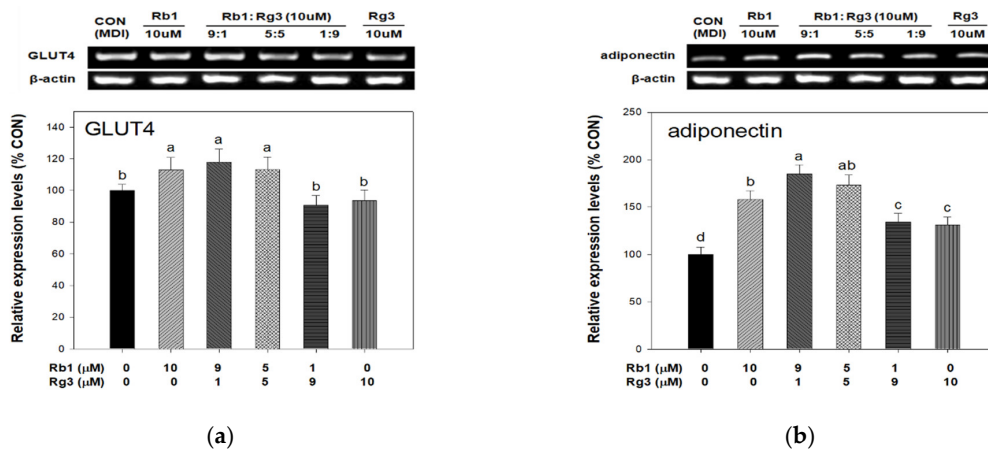 CON (MDI) Rb1 10uM Rb1: Rg3 (10uM) 9:1 5:5 1:9 Rg3 10uM
GLUT4
β-actin
GLUT4
Relative expression levels (% CON)
140
120
100
80
60
40
20
0
b a a a b b
Rb1 (μM) 0 10 9 5 1 0
Rg3 (μM) 0 0 1 5 9 10
(a)
CON (MDI) Rb1 10uM Rb1: Rg3 (10uM) 9:1 5:5 1:9 Rg3 10uM
adiponectin
β-actin
adiponectin
Relative expression levels (% CON)
250
200
150
100
50
0
d b a ab c c
Rb1 (μM) 0 10 9 5 1 0
Rg3 (μM) 0 0 1 5 9 10
(b)